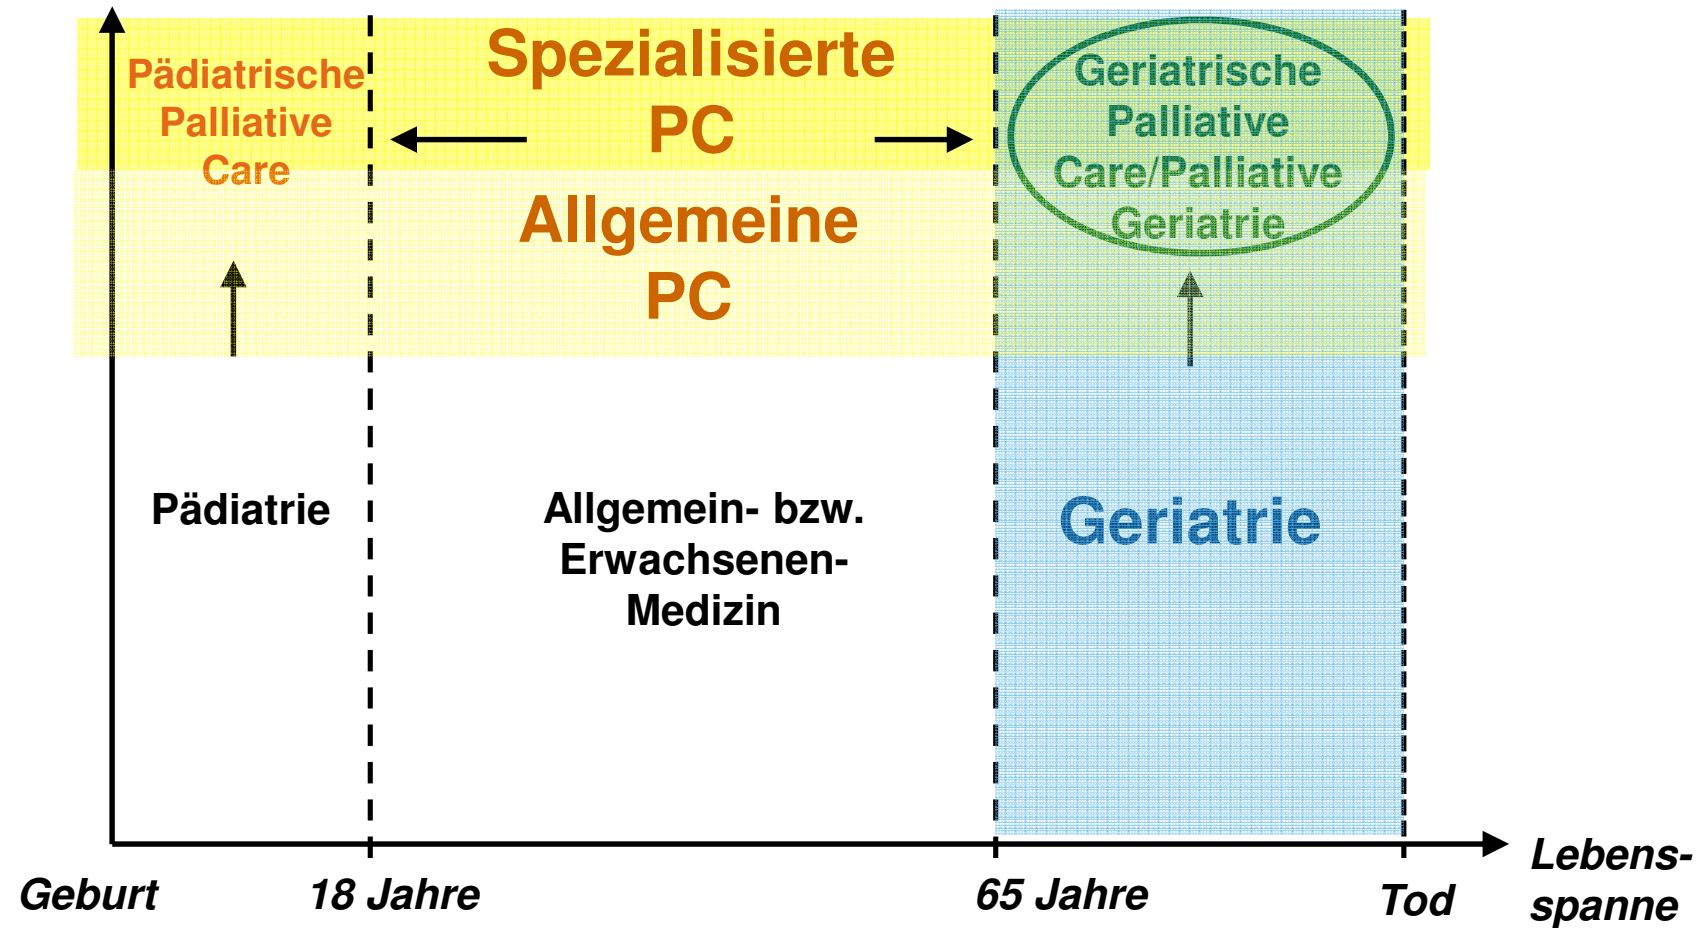 Pädiatrische
Palliative
Care
Spezialisierte
PC
Allgemeine
PC
Geriatrische
Palliative
Care/Palliative
Geriatrie
Pädiatrie
Allgemein- bzw.
Erwachsenen-
Medizin
Geriatrie
Geburt
18 Jahre
65 Jahre
Tod
Lebens-
spanne